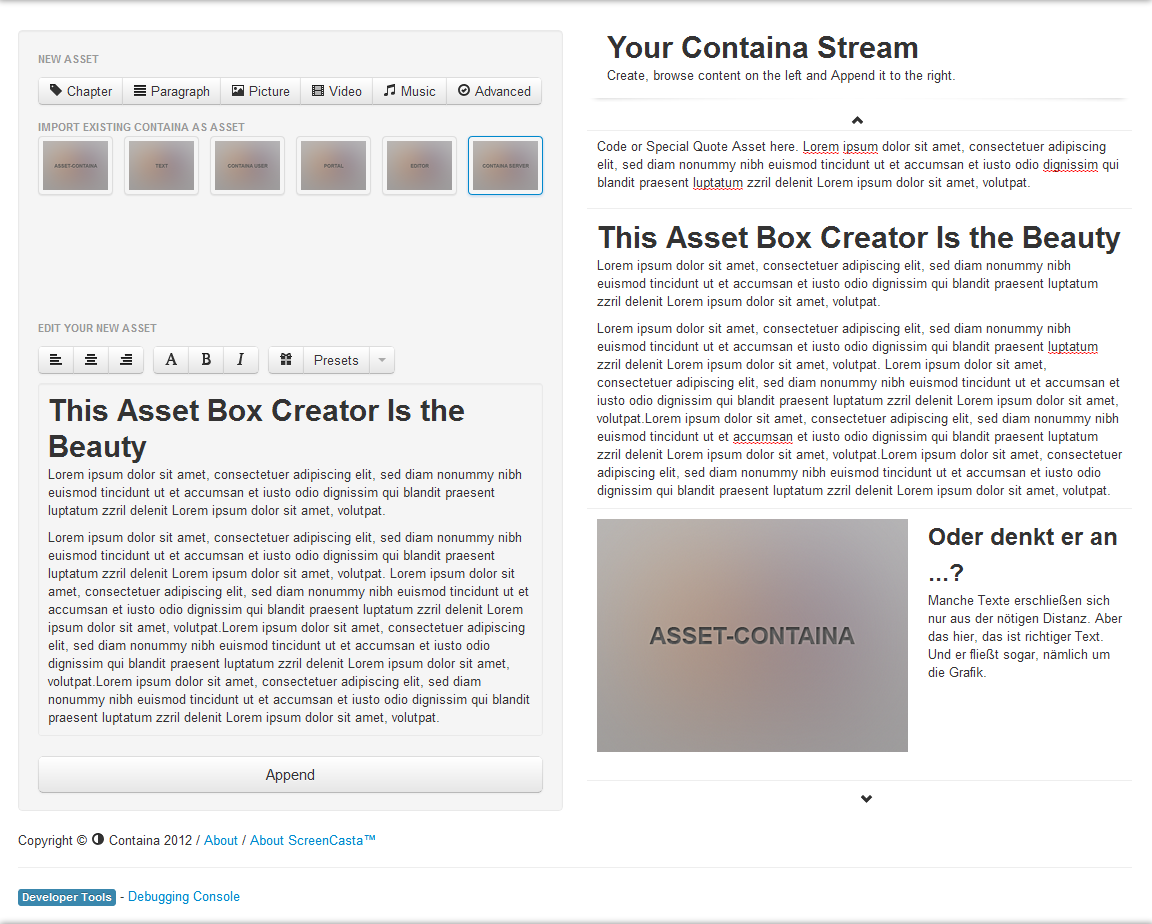 NEW ASSET
Chapter Paragraph Picture Video Music Advanced
IMPORT EXISTING CONTAINA AS ASSET
ASSET-CONTAINA TEXT CONTAINA USER PORTAL EDITOR CONTAINA SERVER
EDIT YOUR NEW ASSET
A B I Presets
This Asset Box Creator Is the
Beauty
Lorem ipsum dolor sit amet, consectetuer adipiscing elit, sed diam nonummy nibh
euismod tincidunt ut et accumsan et iusto odio dignissim qui blandit praesent
luptatum zzril delenit Lorem ipsum dolor sit amet, volutpat.
Lorem ipsum dolor sit amet, consectetuer adipiscing elit, sed diam nonummy nibh
euismod tincidunt ut et accumsan et iusto odio dignissim qui blandit praesent
luptatum zzril delenit Lorem ipsum dolor sit amet, volutpat. Lorem ipsum dolor sit
amet, consectetuer adipiscing elit, sed diam nonummy nibh euismod tincidunt ut et
accumsan et iusto odio dignissim qui blandit praesent luptatum zzril delenit Lorem
ipsum dolor sit amet, volutpat.Lorem ipsum dolor sit amet, consectetuer adipiscing
elit, sed diam nonummy nibh euismod tincidunt ut et accumsan et iusto odio
dignissim qui blandit praesent luptatum zzril delenit Lorem ipsum dolor sit amet,
volutpat.Lorem ipsum dolor sit amet, consectetuer adipiscing elit, sed diam
nonummy nibh euismod tincidunt ut et accumsan et iusto odio dignissim qui blandit
praesent luptatum zzril delenit Lorem ipsum dolor sit amet, volutpat.
Append
Your Containa Stream
Create, browse content on the left and Append it to the right.
Code or Special Quote Asset here. Lorem ipsum dolor sit amet, consectetuer adipiscing
elit, sed diam nonummy nibh euismod tincidunt ut et accumsan et iusto odio dignissim qui
blandit praesent luptatum zzril delenit Lorem ipsum dolor sit amet, volutpat.
This Asset Box Creator Is the Beauty
Lorem ipsum dolor sit amet, consectetuer adipiscing elit, sed diam nonummy nibh
euismod tincidunt ut et accumsan et iusto odio dignissim qui blandit praesent luptatum
zzril delenit Lorem ipsum dolor sit amet, volutpat.
Lorem ipsum dolor sit amet, consectetuer adipiscing elit, sed diam nonummy nibh
euismod tincidunt ut et accumsan et iusto odio dignissim qui blandit praesent luptatum
zzril delenit Lorem ipsum dolor sit amet, volutpat. Lorem ipsum dolor sit amet,
consectetuer adipiscing elit, sed diam nonummy nibh euismod tincidunt ut et accumsan et
iusto odio dignissim qui blandit praesent luptatum zzril delenit Lorem ipsum dolor sit amet,
volutpat.Lorem ipsum dolor sit amet, consectetuer adipiscing elit, sed diam nonummy nibh
euismod tincidunt ut et accumsan et iusto odio dignissim qui blandit praesent luptatum
zzril delenit Lorem ipsum dolor sit amet, volutpat.Lorem ipsum dolor sit amet, consectetuer
adipiscing elit, sed diam nonummy nibh euismod tincidunt ut et accumsan et iusto odio
dignissim qui blandit praesent luptatum zzril delenit Lorem ipsum dolor sit amet, volutpat.
ASSET-CONTAINA
Oder denkt er an
...?
Manche Texte erschließen sich
nur aus der nötigen Distanz. Aber
das hier, das ist richtiger Text.
Und er fließt sogar, nämlich um
die Grafik.
Copyright © Containa 2012 / About / About ScreenCasta™
Developer Tools - Debugging Console